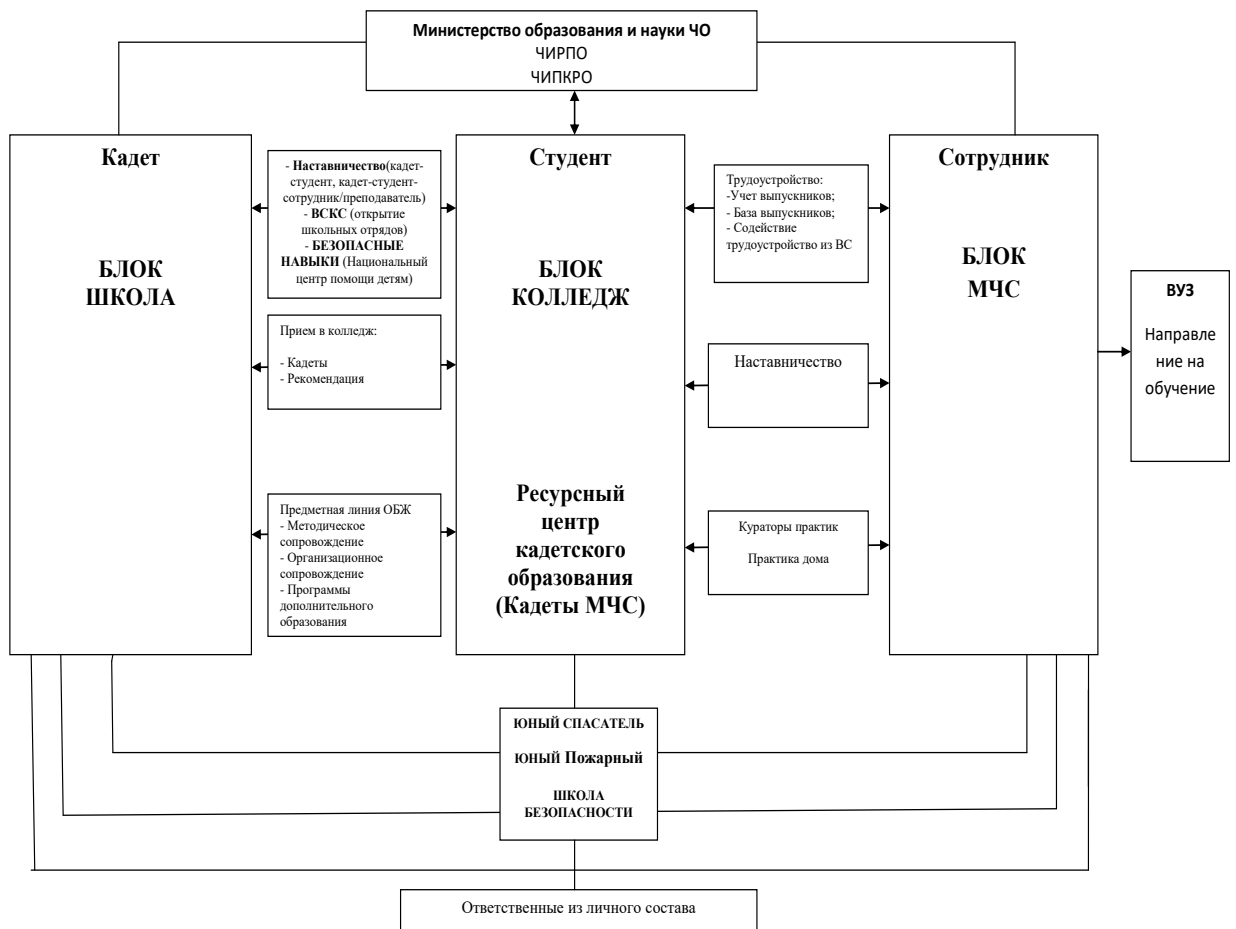 Министерство образования и науки ЧО
ЧИРПО
ЧИПКРО
Кадет
БЛОК
ШКОЛА
- Наставничество(кадет-
студент, кадет-студент-
сотрудник/преподаватель)
- ВСКС (открытие
школьных отрядов)
- БЕЗОПАСНЫЕ
НАВЫКИ (Национальный
центр помощи детям)
Прием в колледж:
- Кадеты
- Рекомендация
Предметная линия ОБЖ
- Методическое
сопровождение
- Организационное
сопровождение
- Программы
дополнительного
образования
Студент
БЛОК
КОЛЛЕДЖ
Ресурсный
центр
кадетского
образования
(Кадеты МЧС)
Трудоустройство:
-Учет выпускников;
- База выпускников;
- Содействие
трудоустройство из ВС
Наставничество
Кураторы практик
Практика дома
Сотрудник
БЛОК
МЧС
ВУЗ
Направле
ние на
обучение
ЮНЫЙ СПАСАТЕЛЬ
ЮНЫЙ Пожарный
ШКОЛА
БЕЗОПАСНОСТИ
Ответственные из личного состава